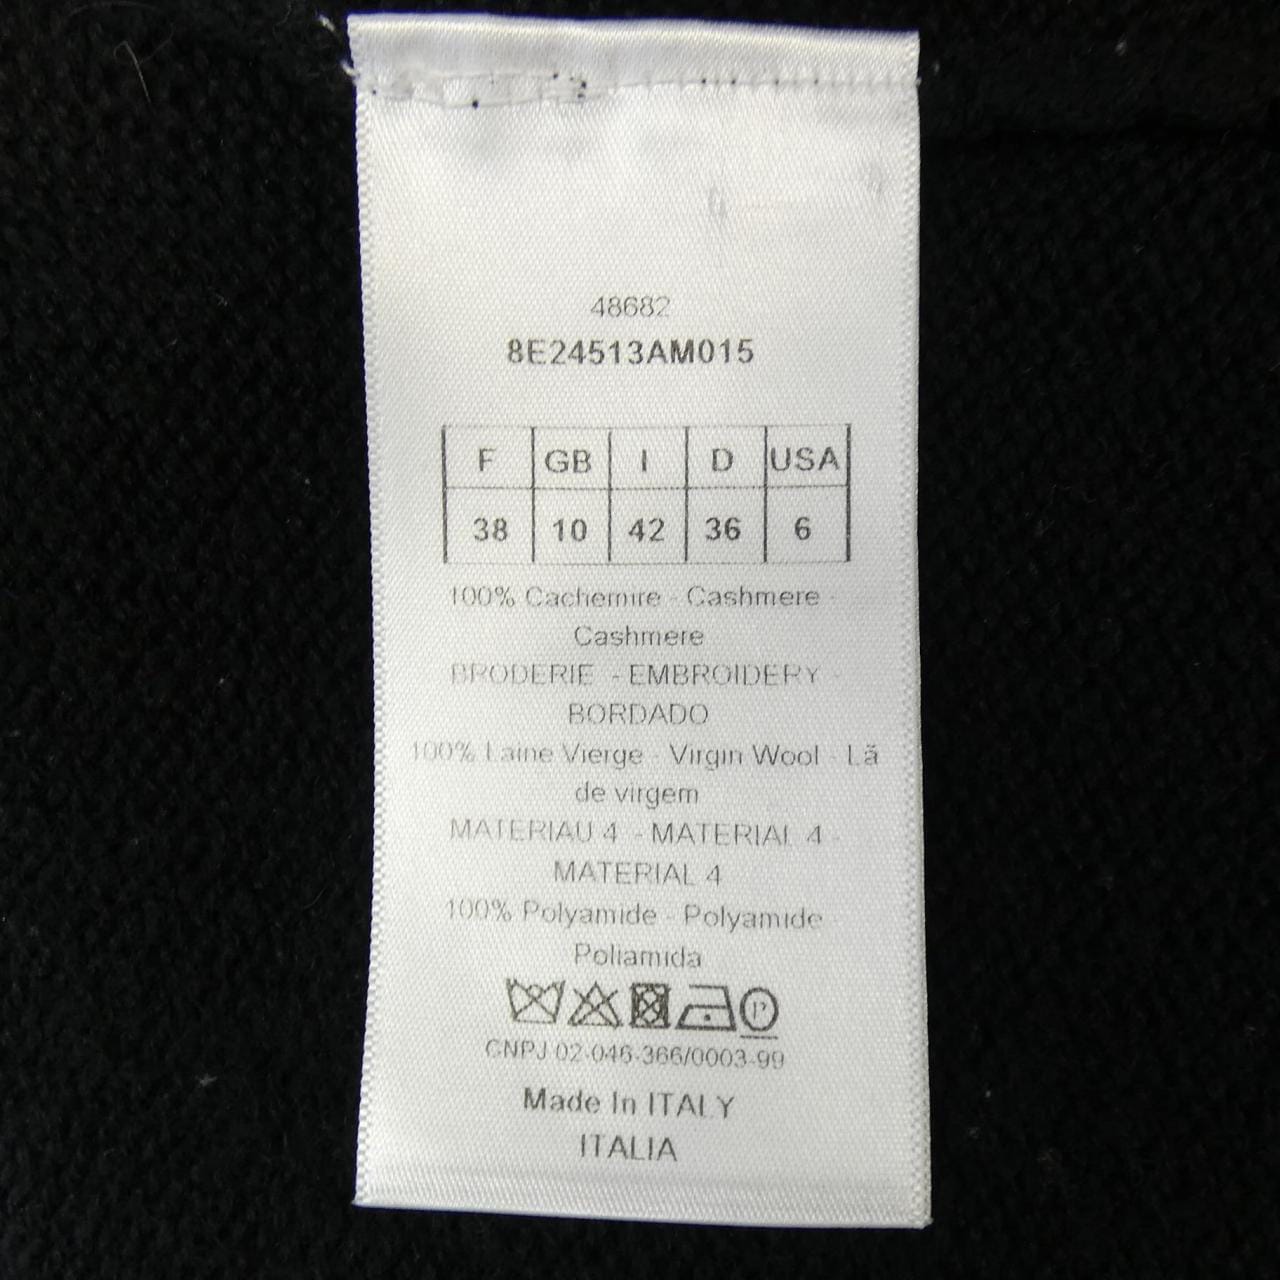 48682
8E24513AM015
F GB I D USA
38 10 42 36 6
100% Cachemire - Cashmere -
Cashmere
BRODERIE - EMBROIDERY -
BORDADO
100% Laine Vierge - Virgin Wool - Lã
de virgem
MATERIAU 4 - MATERIAL 4 -
MATERIAL 4
100% Polyamide - Polyamide
Poliamida
P
CNPJ 02-046-366/0003-99
Made In ITALY
ITALIA